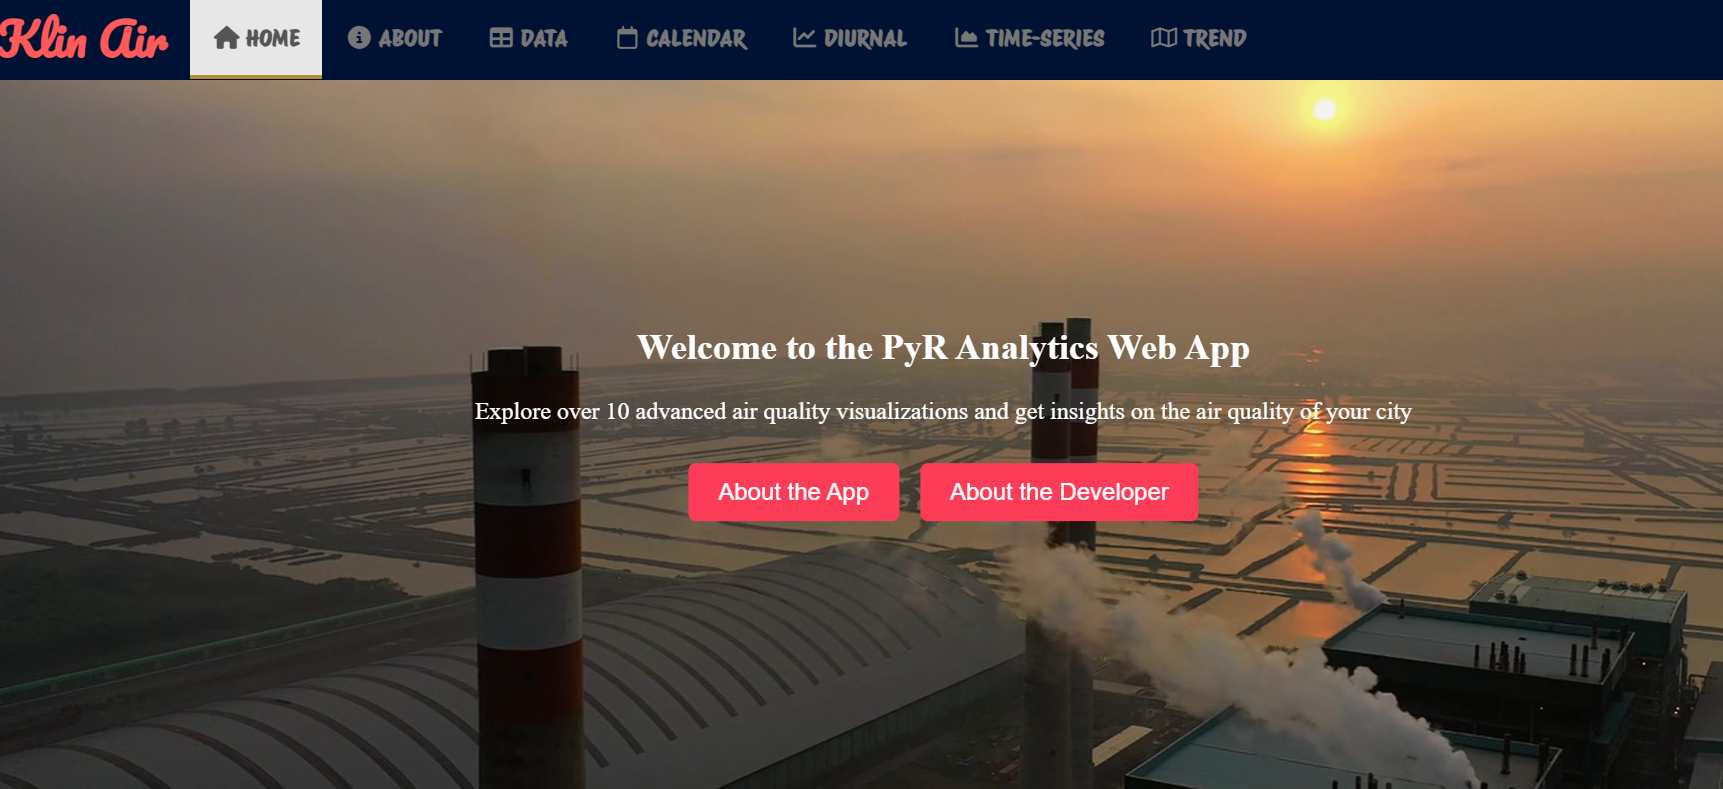 Klin Air
HOME
ABOUT
DATA
CALENDAR
DIURNAL
TIME-SERIES
TREND
Welcome to the PyR Analytics Web App
Explore over 10 advanced air quality visualizations and get insights on the air quality of your city
About the App
About the Developer